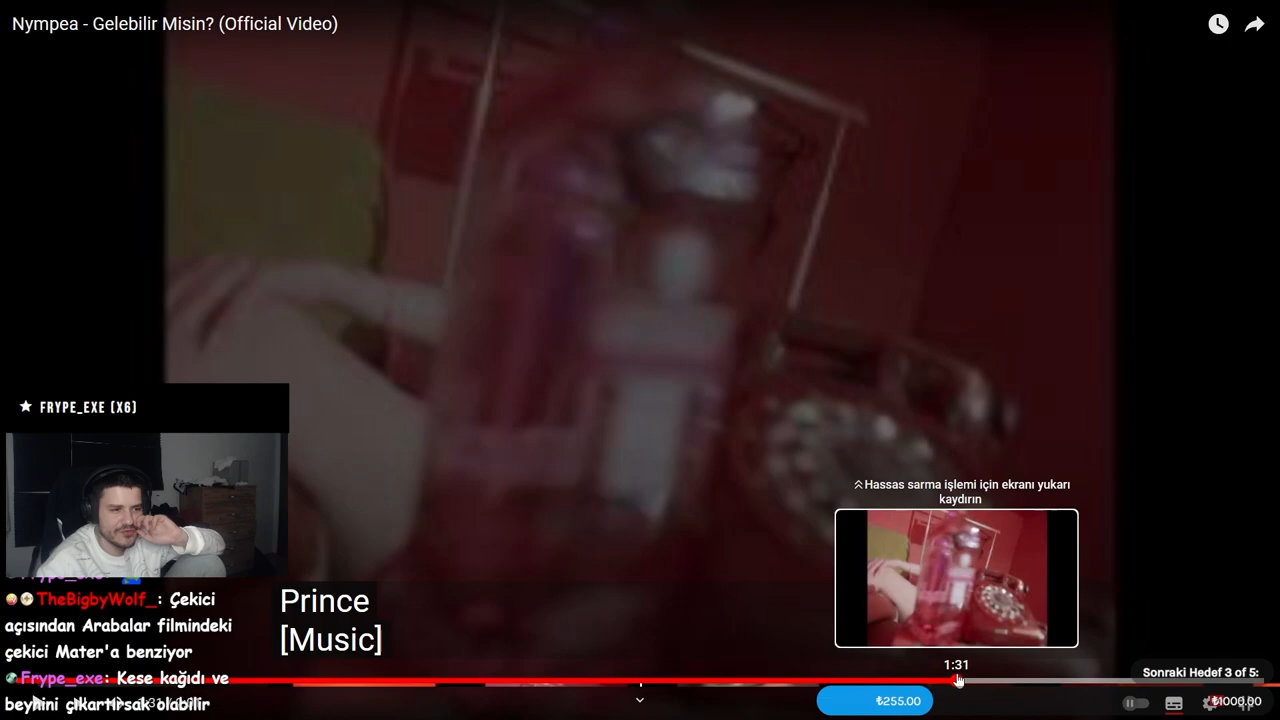 Nympea - Gelebilir Misin? (Official Video)
★ FRYPE_EXE (X6)
Hassas sarma işlemi için ekranı yukarı
kaydırın
TheBigbyWolf_: Çekici
açısından Arabalar filmindeki
çekici Mater'a benziyor
Frype_exe: Kese kağıdı ve
beynini çıkartırsak olabilir
Prince
[Music]
1:31
Sonraki Hedef 3 of 5:
₺255.00
₺1000.00